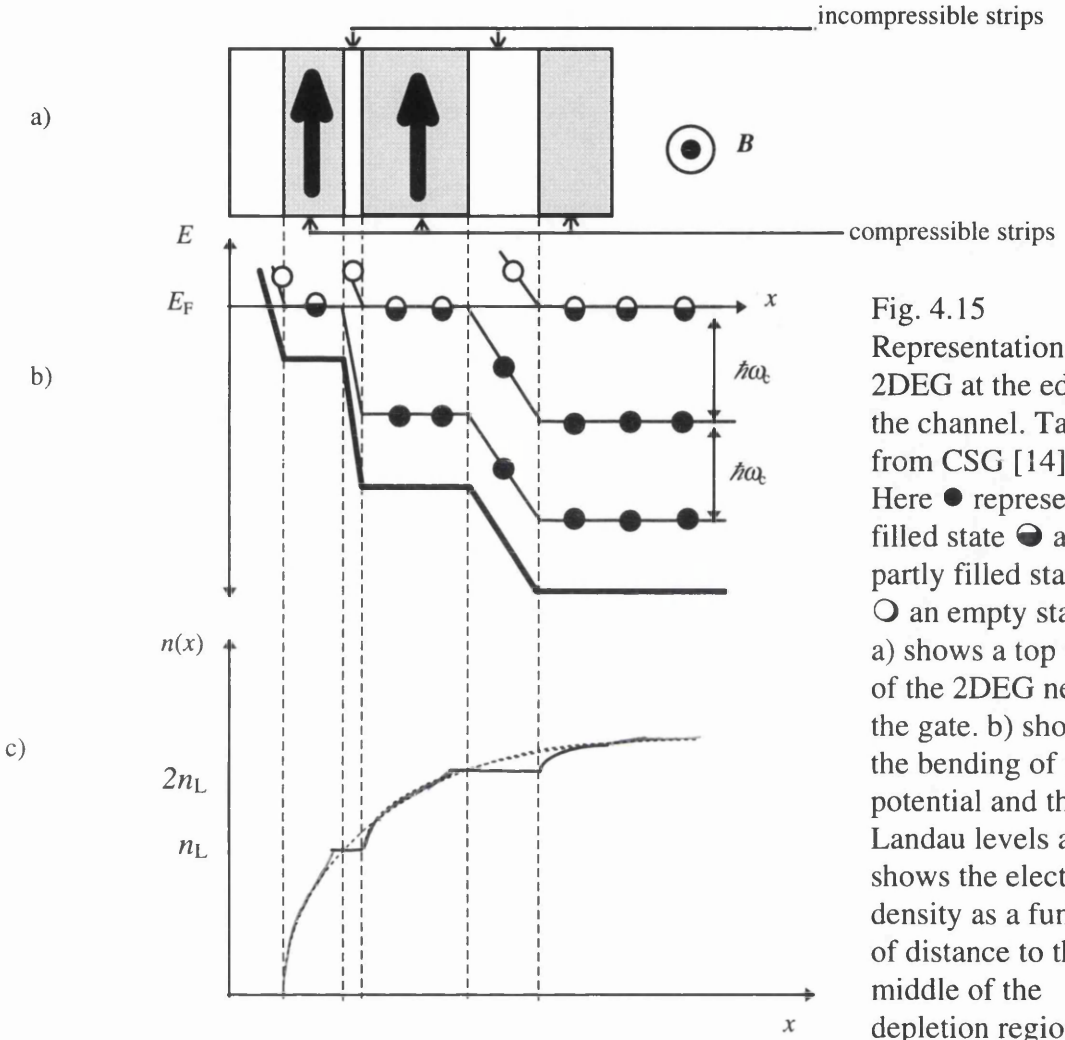 incompressible strips
a)
B
compressible strips
E
E_F
x
b)
ℏω_c
ℏω_c
n(x)
c)
2n_L
n_L
x
Fig. 4.15
Representation
2DEG at the ed
the channel. Ta
from CSG [14]
Here ● represe
filled state ◒ a
partly filled sta
○ an empty sta
a) shows a top
of the 2DEG ne
the gate. b) sho
the bending of
potential and th
Landau levels a
shows the elect
density as a fun
of distance to th
middle of the
depletion regio